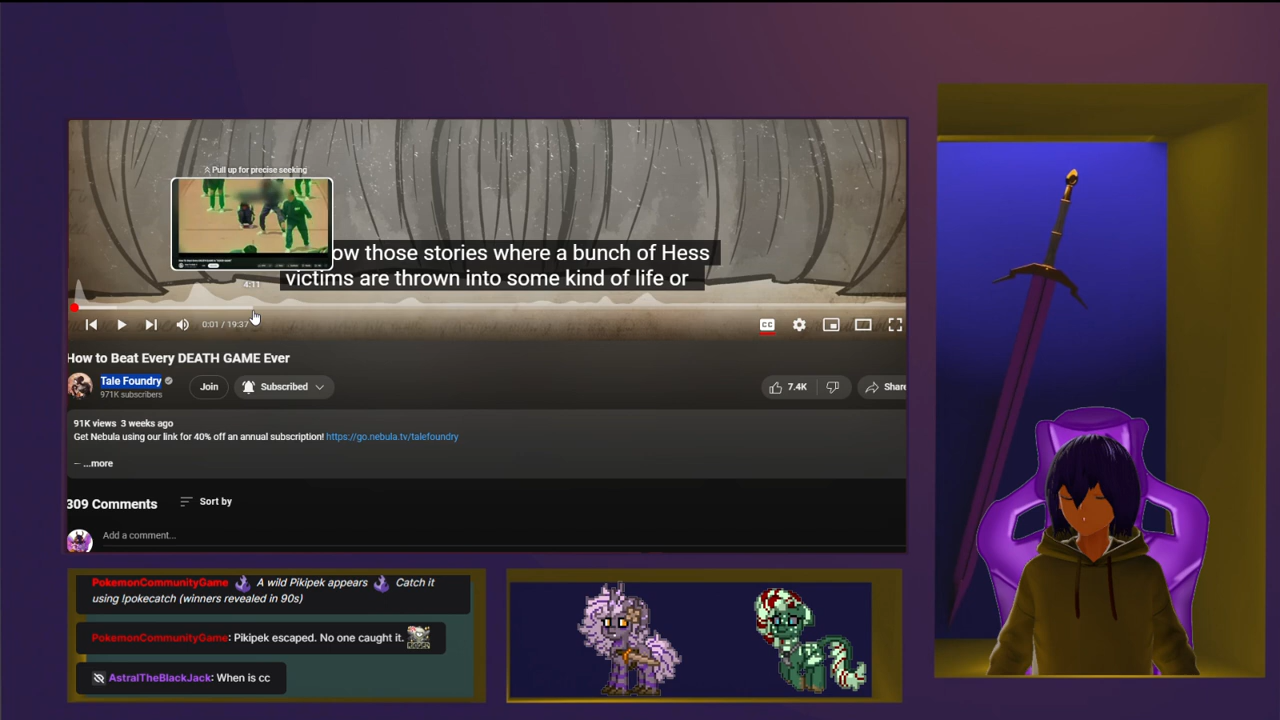 Pull up for precise seeking
ow those stories where a bunch of Hess
victims are thrown into some kind of life or
4:11
0:01 / 19:37
CC
How to Beat Every DEATH GAME Ever
Tale Foundry
971K subscribers
Join
Subscribed
7.4K
Share
91K views 3 weeks ago
Get Nebula using our link for 40% off an annual subscription! https://go.nebula.tv/talefoundry
— ...more
309 Comments
Sort by
Add a comment...
PokemonCommunityGame A wild Pikipek appears Catch it
using !pokecatch (winners revealed in 90s)
PokemonCommunityGame: Pikipek escaped. No one caught it.
AstralTheBlackJack: When is cc